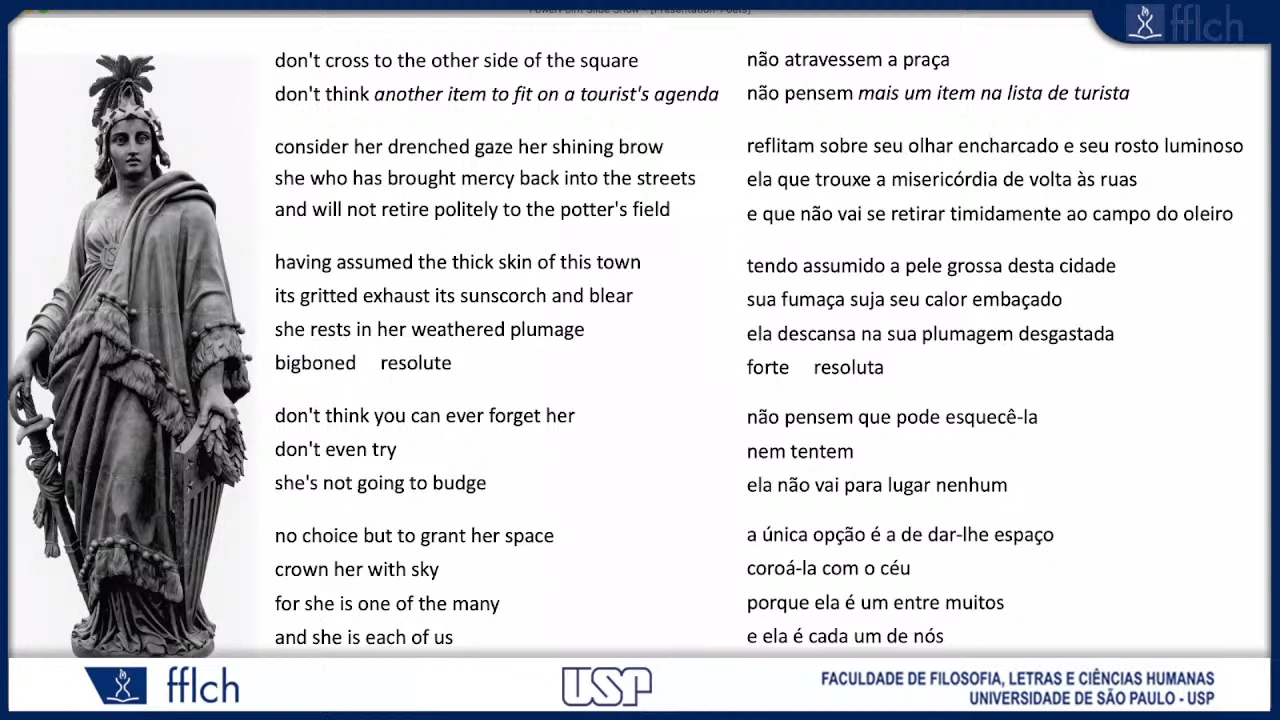 PowerPoint Slide Show - [Presentation-Poets]
fflch
don't cross to the other side of the square
don't think another item to fit on a tourist's agenda
consider her drenched gaze her shining brow
she who has brought mercy back into the streets
and will not retire politely to the potter's field
having assumed the thick skin of this town
its gritted exhaust its sunscorch and blear
she rests in her weathered plumage
bigboned resolute
don't think you can ever forget her
don't even try
she's not going to budge
no choice but to grant her space
crown her with sky
for she is one of the many
and she is each of us
não atravessem a praça
não pensem mais um item na lista de turista
reflitam sobre seu olhar encharcado e seu rosto luminoso
ela que trouxe a misericórdia de volta às ruas
e que não vai se retirar timidamente ao campo do oleiro
tendo assumido a pele grossa desta cidade
sua fumaça suja seu calor embaçado
ela descansa na sua plumagem desgastada
forte resoluta
não pensem que pode esquecê-la
nem tentem
ela não vai para lugar nenhum
a única opção é a de dar-lhe espaço
coroá-la com o céu
porque ela é um entre muitos
e ela é cada um de nós
US
fflch
USP
FACULDADE DE FILOSOFIA, LETRAS E CIÊNCIAS HUMANAS
UNIVERSIDADE DE SÃO PAULO - USP